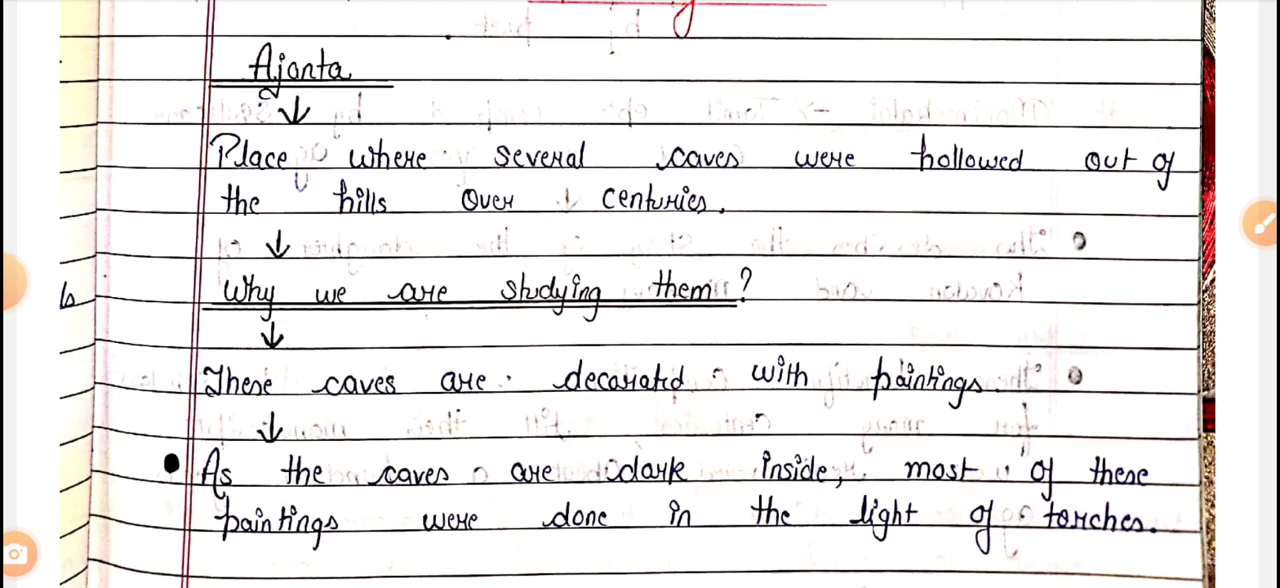 Ajanta
↓
Place where several caves were hollowed out of
the hills over centuries.
↓
Why we are studying them?
↓
These caves are decorated with paintings.
↓
• As the caves are dark inside, most of these
paintings were done in the light of torches.